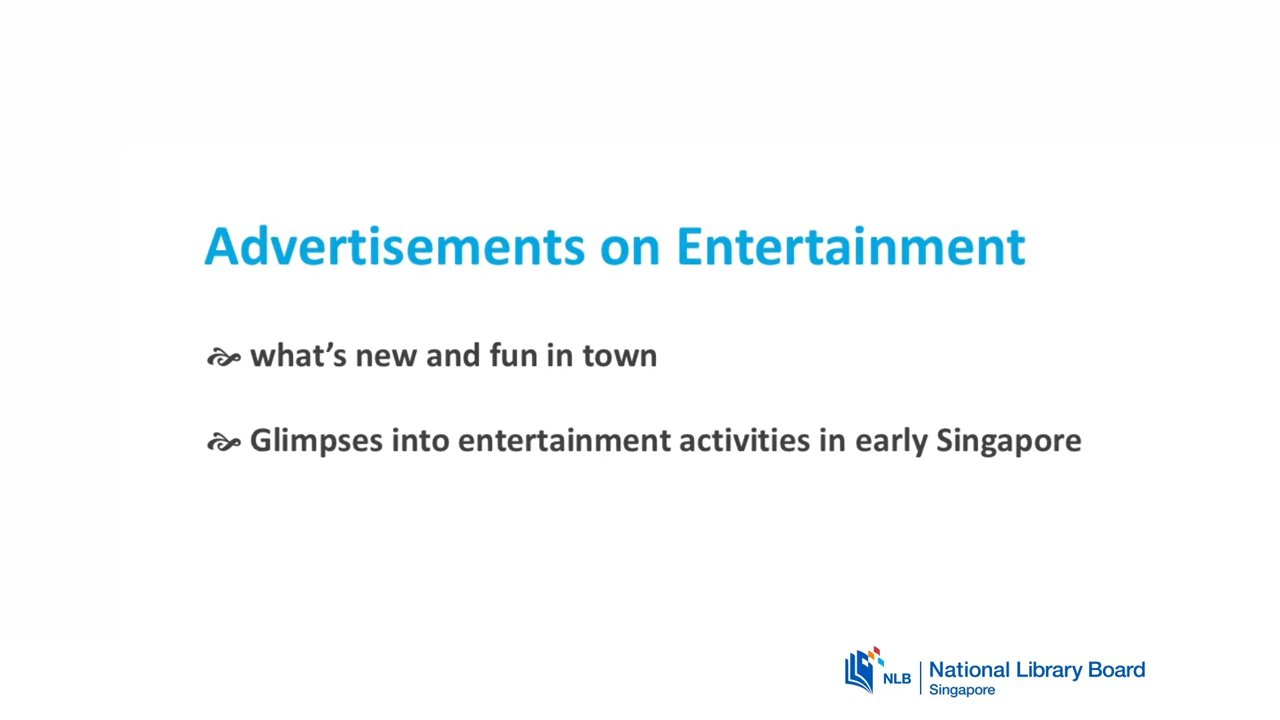 Advertisements on Entertainment
what's new and fun in town
Glimpses into entertainment activities in early Singapore
NLB
National Library Board
Singapore